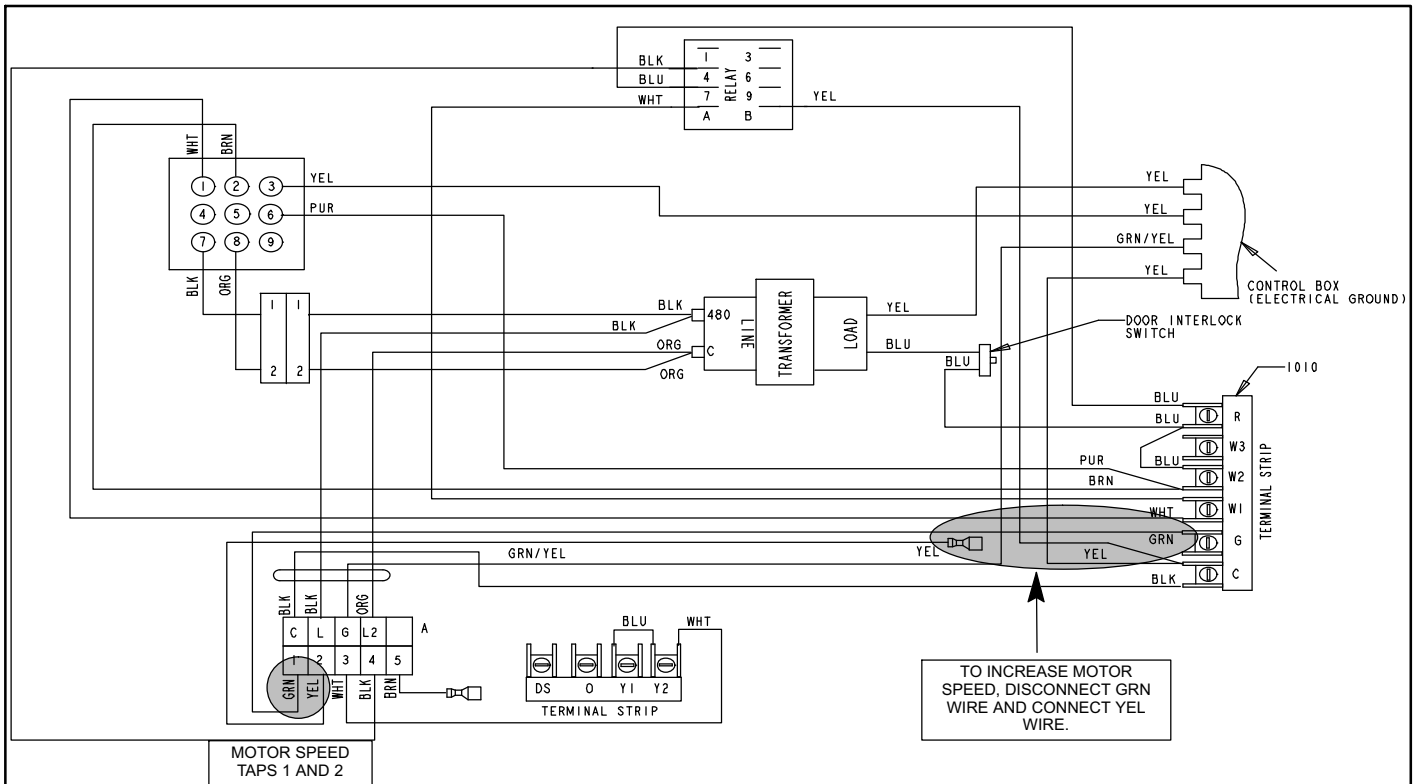 BLK
BLU
WHT
1 3
4 6
7 9
A B
RELAY
YEL
WHT
BRN
1 2 3
4 5 6
7 8 9
YEL
PUR
BLK
ORG
1 1
2 2
BLK
BLK
ORG
ORG
480
C
LINE
TRANSFORMER
LOAD
YEL
BLU
BLU
YEL
YEL
GRN/YEL
YEL
CONTROL BOX
(ELECTRICAL GROUND)
DOOR INTERLOCK
SWITCH
1010
BLU
BLU
BLU
PUR
BRN
WHT
GRN
YEL
YEL
BLK
R
W3
W2
W1
G
C
TERMINAL STRIP
GRN/YEL
BLK
BLK
ORG
C L G L2
A
1 2 3 4 5
GRN
YEL
WHT
BLK
BRN
BLU
WHT
DS O Y1 Y2
TERMINAL STRIP
MOTOR SPEED
TAPS 1 AND 2
TO INCREASE MOTOR
SPEED, DISCONNECT GRN
WIRE AND CONNECT YEL
WIRE.